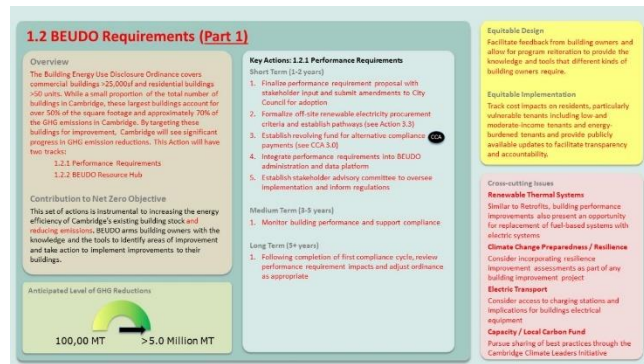 1.2 BEUDO Requirements (Part 1)
Overview
The Building Energy Use Disclosure Ordinance covers
commercial buildings >25,000sf and residential buildings
>50 units. While a small proportion of the total number of
buildings in Cambridge, these largest buildings account for
over 50% of the square footage and approximately 70% of
the GHG emissions in Cambridge. By targeting these
buildings for improvement, Cambridge will see significant
progress in GHG emission reductions. This Action will have
two tracks:
1.2.1 Performance Requirements
1.2.2 BEUDO Resource Hub
Contribution to Net Zero Objective
This set of actions is instrumental to increasing the energy
efficiency of Cambridge's existing building stock and
reducing emissions. BEUDO arms building owners with the
knowledge and the tools to identify areas of improvement
and take action to implement improvements to their
buildings.
Anticipated Level of GHG Reductions
100,00 MT
>5.0 Million MT
Key Actions: 1.2.1 Performance Requirements
Short Term (1-2 years)
1. Finalize performance requirement proposal with
stakeholder input and submit amendments to City
Council for adoption
2. Formalize off-site renewable electricity procurement
criteria and establish pathways (see Action 3.3)
3. Establish revolving fund for alternative compliance
payments (see CCA 3.0)
CCA
4. Integrate performance requirements into BEUDO
administration and data platform
5. Establish stakeholder advisory committee to oversee
implementation and inform regulations
Medium Term (3-5 years)
1. Monitor building performance and support compliance
Long Term (5+ years)
1. Following completion of first compliance cycle, review
performance requirement impacts and adjust ordinance
as appropriate
Equitable Design
Facilitate feedback from building owners and
allow for program reiteration to provide the
knowledge and tools that different kinds of
building owners require.
Equitable Implementation
Track cost impacts on residents, particularly
vulnerable tenants including low-and
moderate-income tenants and energy-
burdened tenants and provide publicly
available updates to facilitate transparency
and accountability.
Cross-cutting Issues
Renewable Thermal Systems
Similar to Retrofits, building performance
improvements also present an opportunity
for replacement of fuel-based systems with
electric systems
Climate Change Preparedness / Resilience
Consider incorporating resilience
improvement assessments as part of any
building improvement project
Electric Transport
Consider access to charging stations and
implications for buildings electrical
equipment
Capacity / Local Carbon Fund
Pursue sharing of best practices through the
Cambridge Climate Leaders Initiative